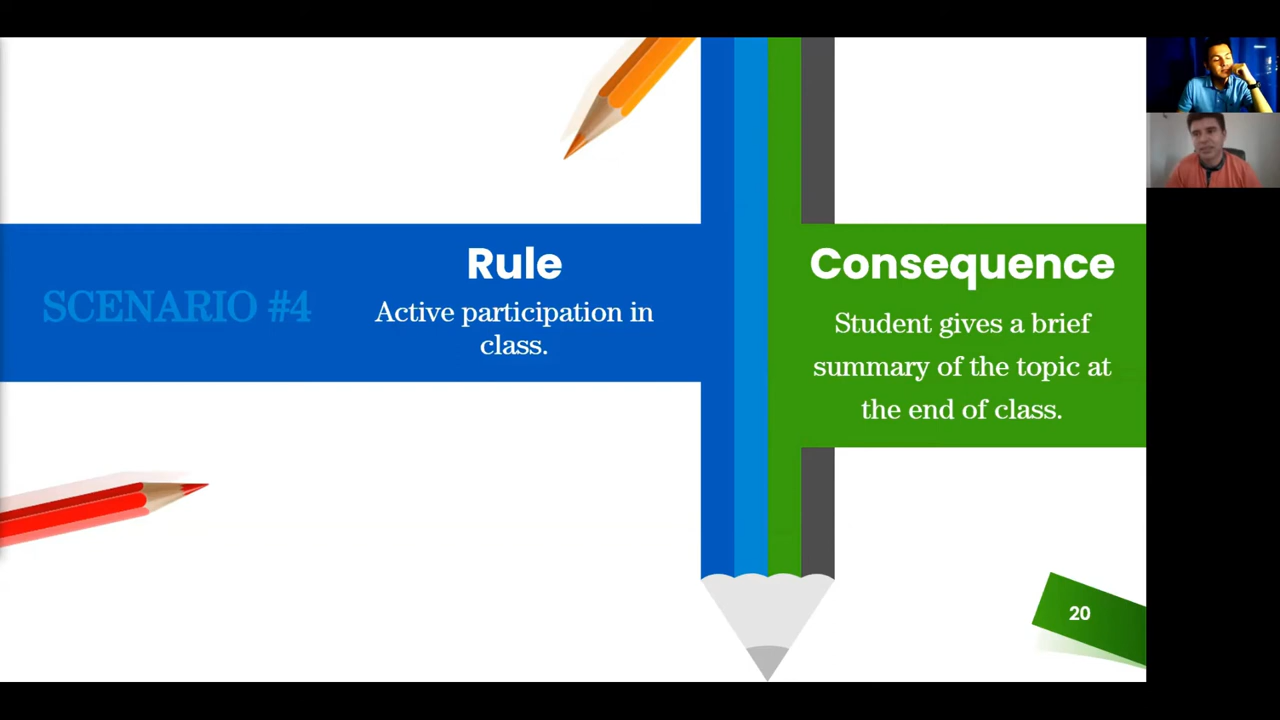 SCENARIO #4
Rule
Active participation in
class.
Consequence
Student gives a brief
summary of the topic at
the end of class.
20